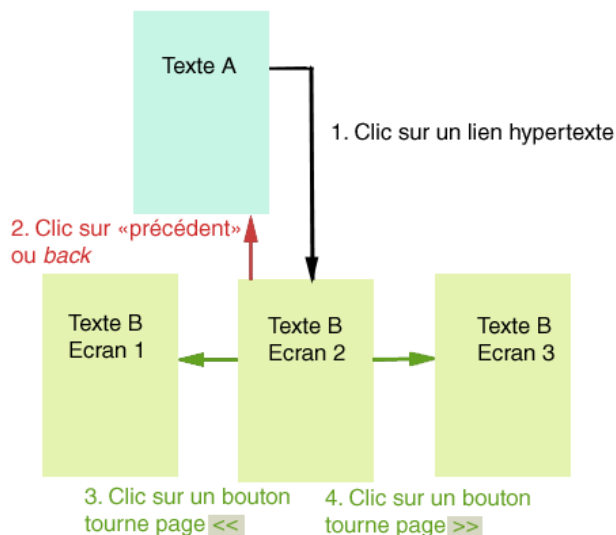 Texte A
1. Clic sur un lien hypertexte
2. Clic sur «précédent»
ou back
Texte B
Ecran 1
Texte B
Ecran 2
Texte B
Ecran 3
3. Clic sur un bouton
tourne page <<
4. Clic sur un bouton
tourne page >>